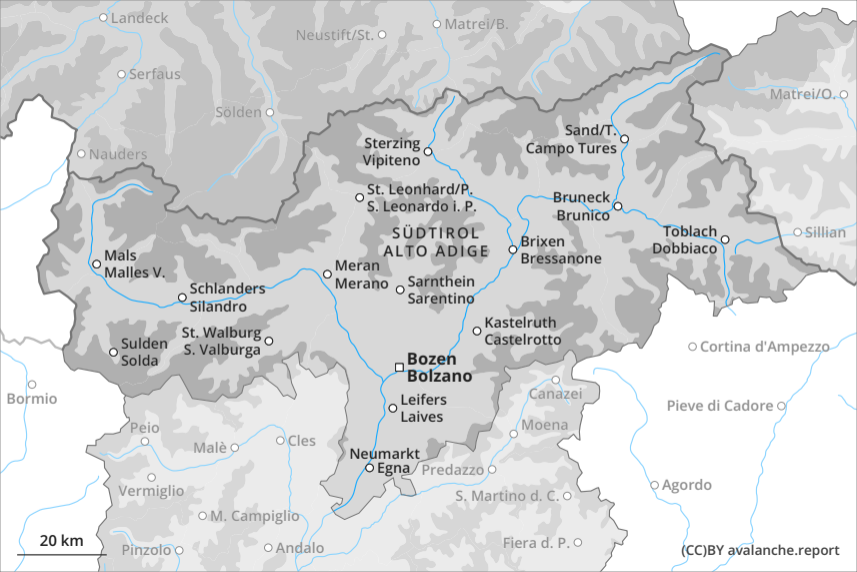 Landeck
Matrei/B.
Neustift/St.
Serfaus
Matrei/O.
Sölden
Sand/T.
Campo Tures
Sterzing
Vipiteno
Nauders
St. Leonhard/P.
S. Leonardo i. P.
Bruneck
Brunico
SÜDTIROL
ALTO ADIGE
Toblach
Dobbiaco
Sillian
Brixen
Bressanone
Mals
Malles V.
Meran
Merano
Sarnthein
Sarentino
Schlanders
Silandro
Kastelruth
Castelrotto
St. Walburg
S. Valburga
Sulden
Solda
Cortina d'Ampezzo
Bozen
Bolzano
Bormio
Canazei
Leifers
Laives
Pieve di Cadore
Peio
Moena
Cles
Malè
Neumarkt
Egna
Predazzo
Vermiglio
Agordo
S. Martino d. C.
M. Campiglio
20 km
Pinzolo
Andalo
Fiera d. P.
(CC)BY avalanche.report